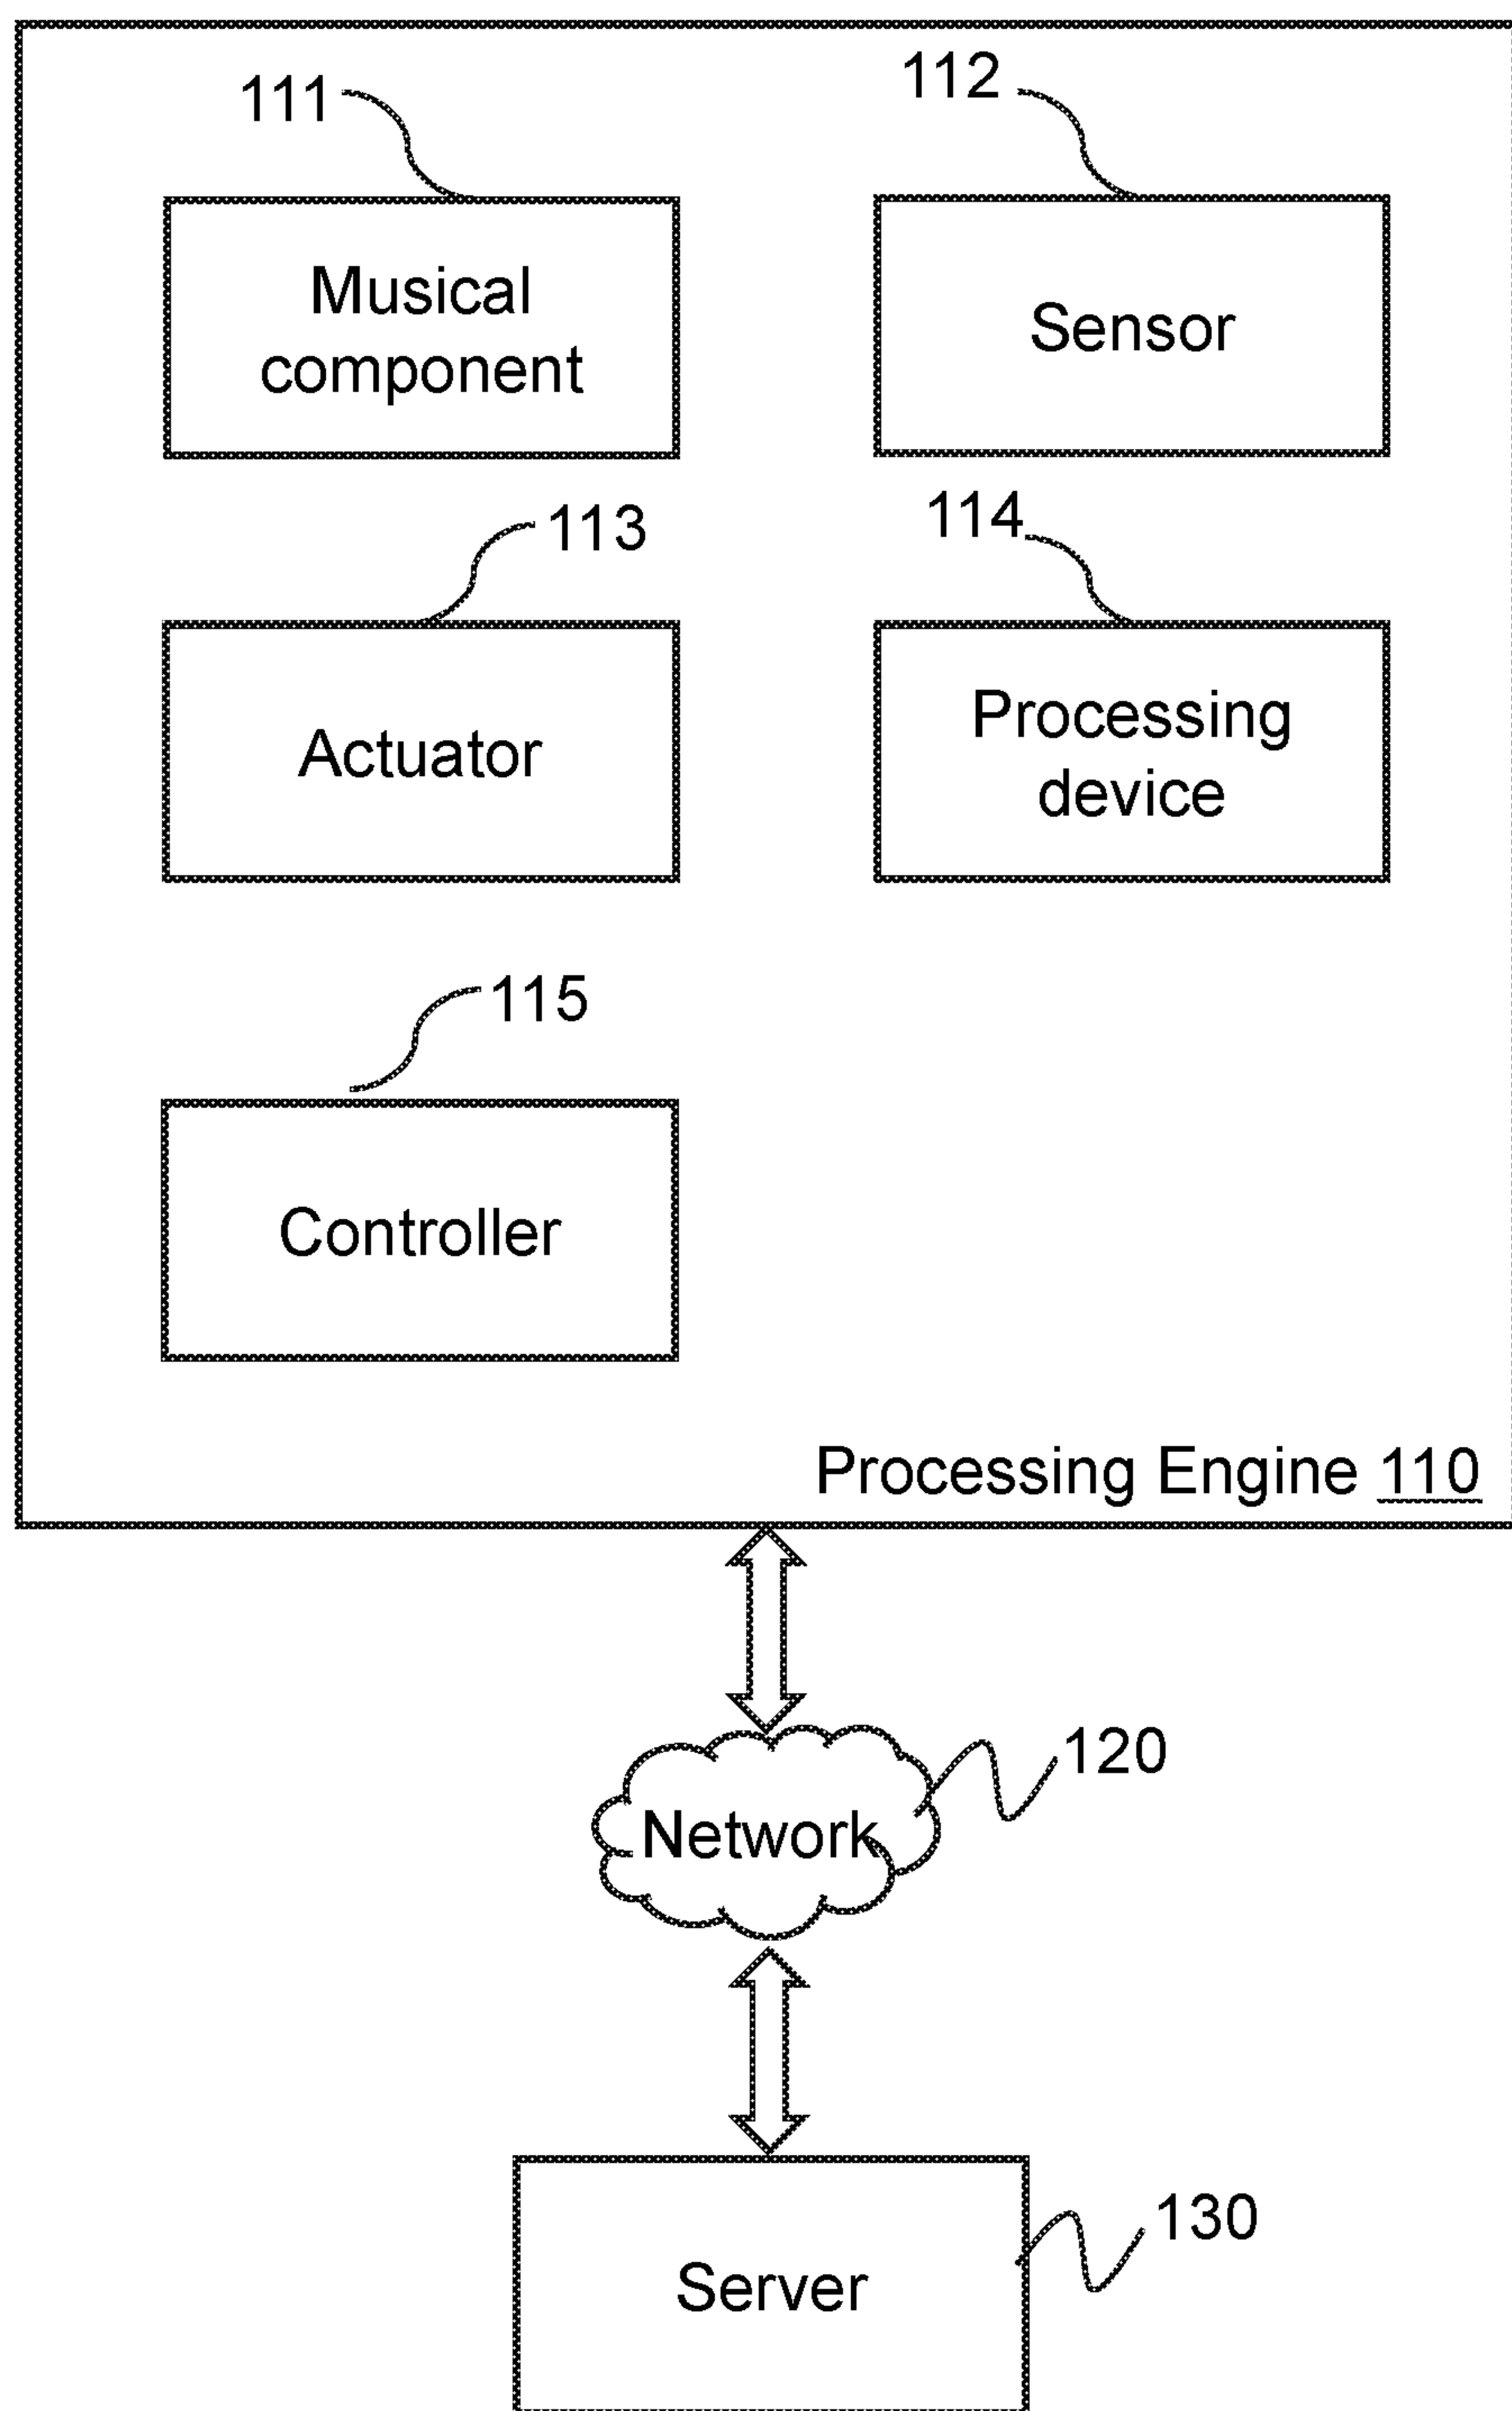 111
112
Musical
component
Sensor
113
114
Actuator
Processing
device
115
Controller
Processing Engine 110
120
Network
130
Server